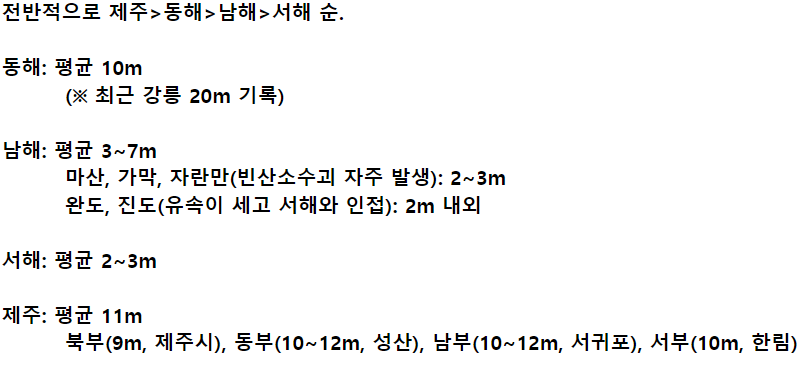 전반적으로 제주>동해>남해>서해 순.
동해: 평균 10m
(※ 최근 강릉 20m 기록)
남해: 평균 3~7m
마산, 가막, 자란만(빈산소수괴 자주 발생): 2~3m
완도, 진도(유속이 세고 서해와 인접): 2m 내외
서해: 평균 2~3m
제주: 평균 11m
북부(9m, 제주시), 동부(10~12m, 성산), 남부(10~12m, 서귀포), 서부(10m, 한림)